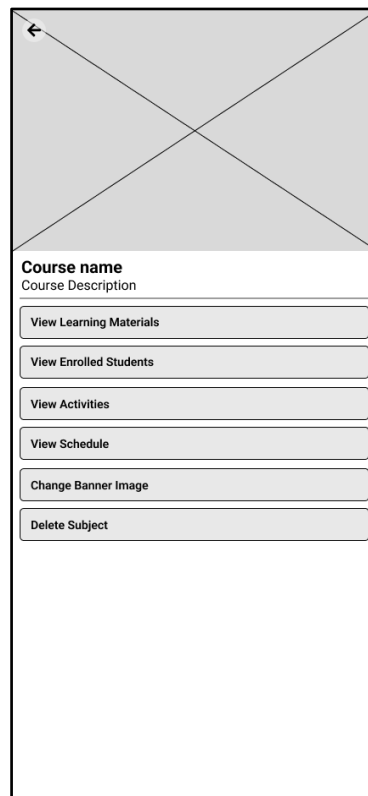 Course name
Course Description
View Learning Materials
View Enrolled Students
View Activities
View Schedule
Change Banner Image
Delete Subject